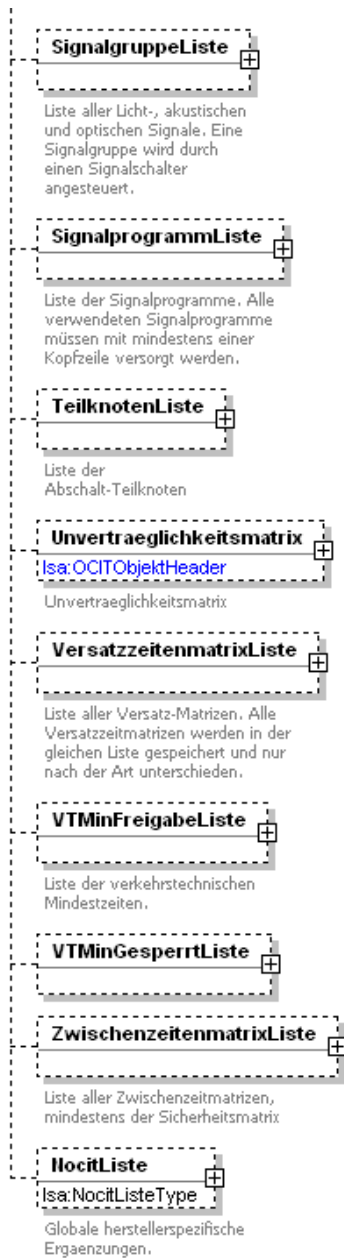 SignalgruppeListe
Liste aller Licht-, akustischen
und optischen Signale. Eine
Signalgruppe wird durch
einen Signalschalter
angesteuert.
SignalprogrammListe
Liste der Signalprogramme. Alle
verwendeten Signalprogramme
müssen mit mindestens einer
Kopfzeile versorgt werden.
TeilknotenListe
Liste der
Abschalt-Teilknoten
Unvertraeglichkeitsmatrix
lsa:OCITObjektHeader
Unvertraeglichkeitsmatrix
VersatzzeitenmatrixListe
Liste aller Versatz-Matrizen. Alle
Versatzzeitmatrizen werden in der
gleichen Liste gespeichert und nur
nach der Art unterschieden.
VTMinFreigabeListe
Liste der verkehrstechnischen
Mindestzeiten.
VTMinGesperrtListe
ZwischenzeitenmatrixListe
Liste aller Zwischenzeitmatrizen,
mindestens der Sicherheitsmatrix
NocitListe
lsa:NocitListeType
Globale herstellerspezifische
Ergaenzungen.